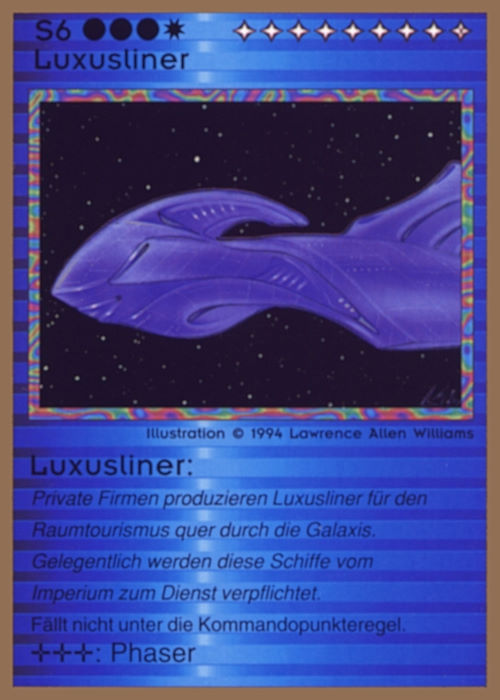 S6
Luxusliner
Illustration © 1994 Lawrence Allen Williams
Luxusliner:
Private Firmen produzieren Luxusliner für den
Raumtourismus quer durch die Galaxis.
Gelegentlich werden diese Schiffe vom
Imperium zum Dienst verpflichtet.
Fällt nicht unter die Kommandopunkteregel.
✛✛✛: Phaser